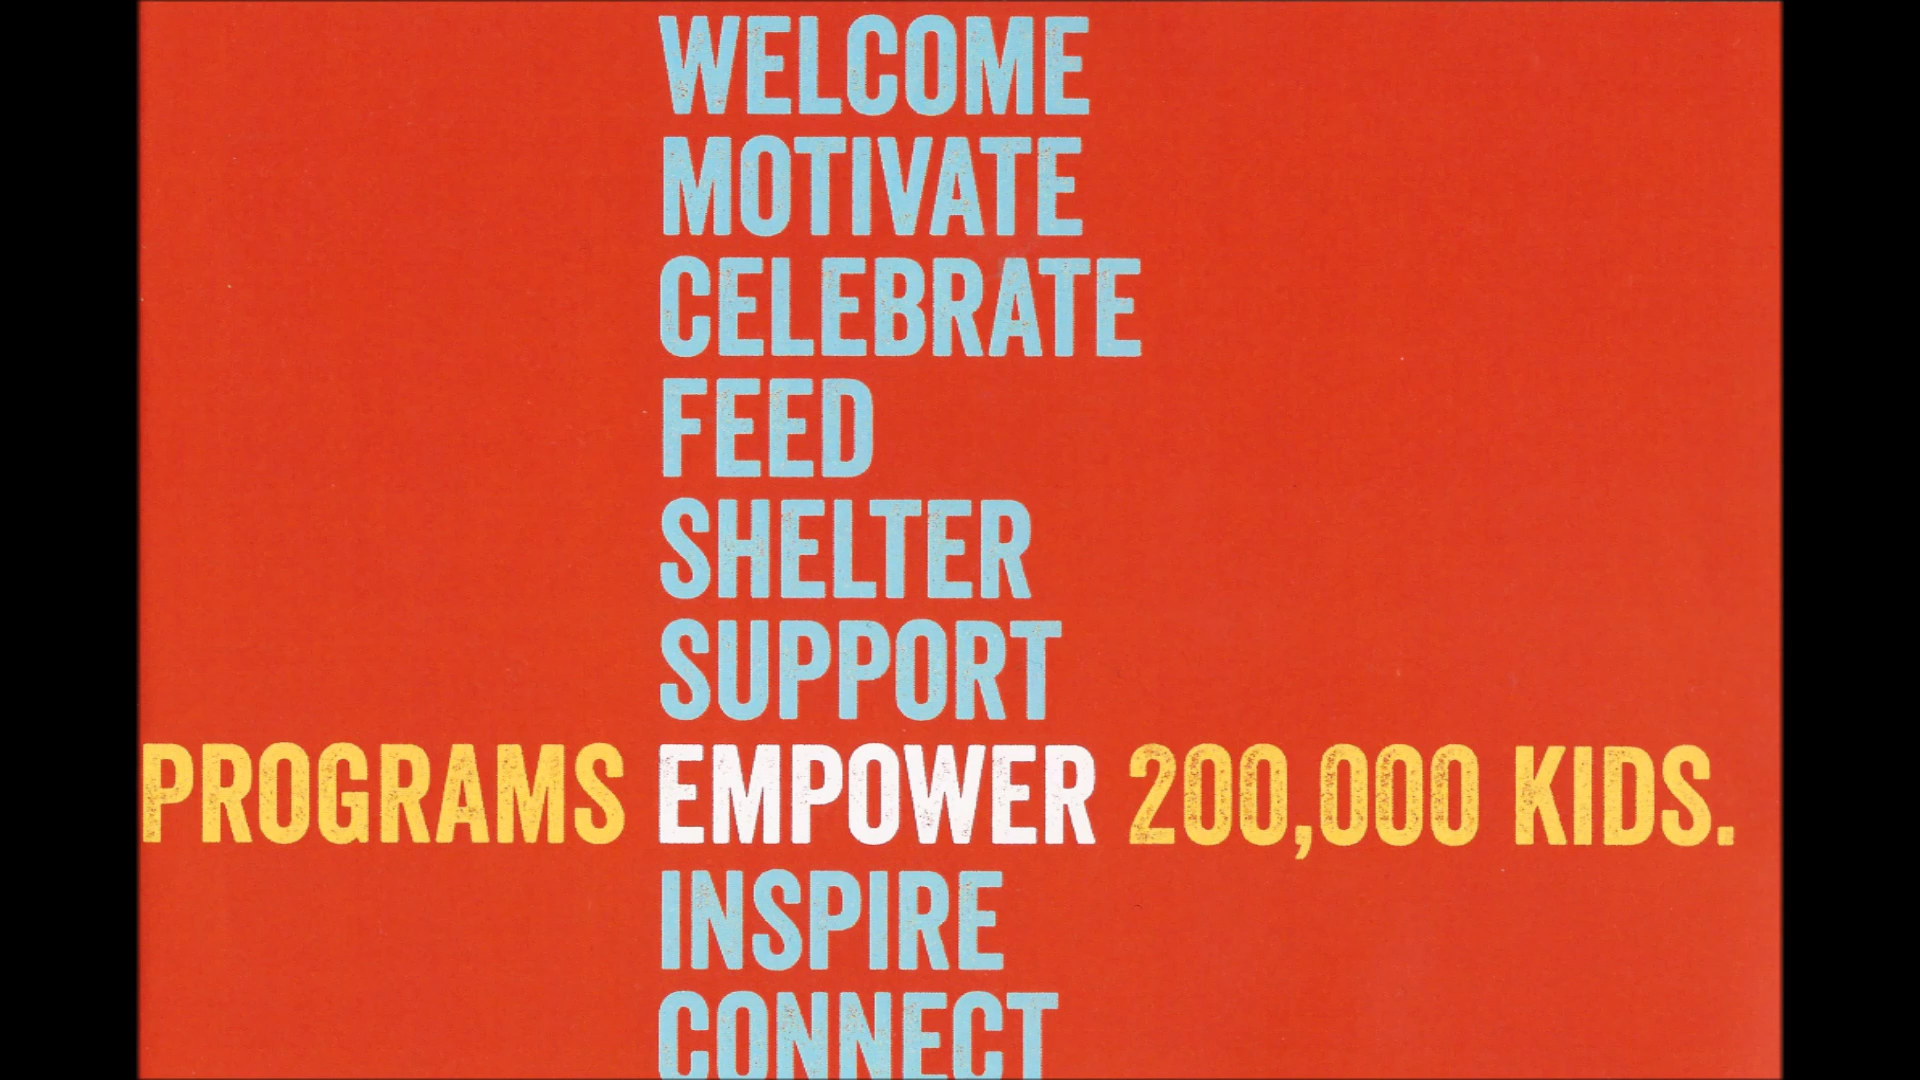 WELCOME
MOTIVATE
CELEBRATE
FEED
SHELTER
SUPPORT
PROGRAMS EMPOWER 200,000 KIDS.
INSPIRE
CONNECT